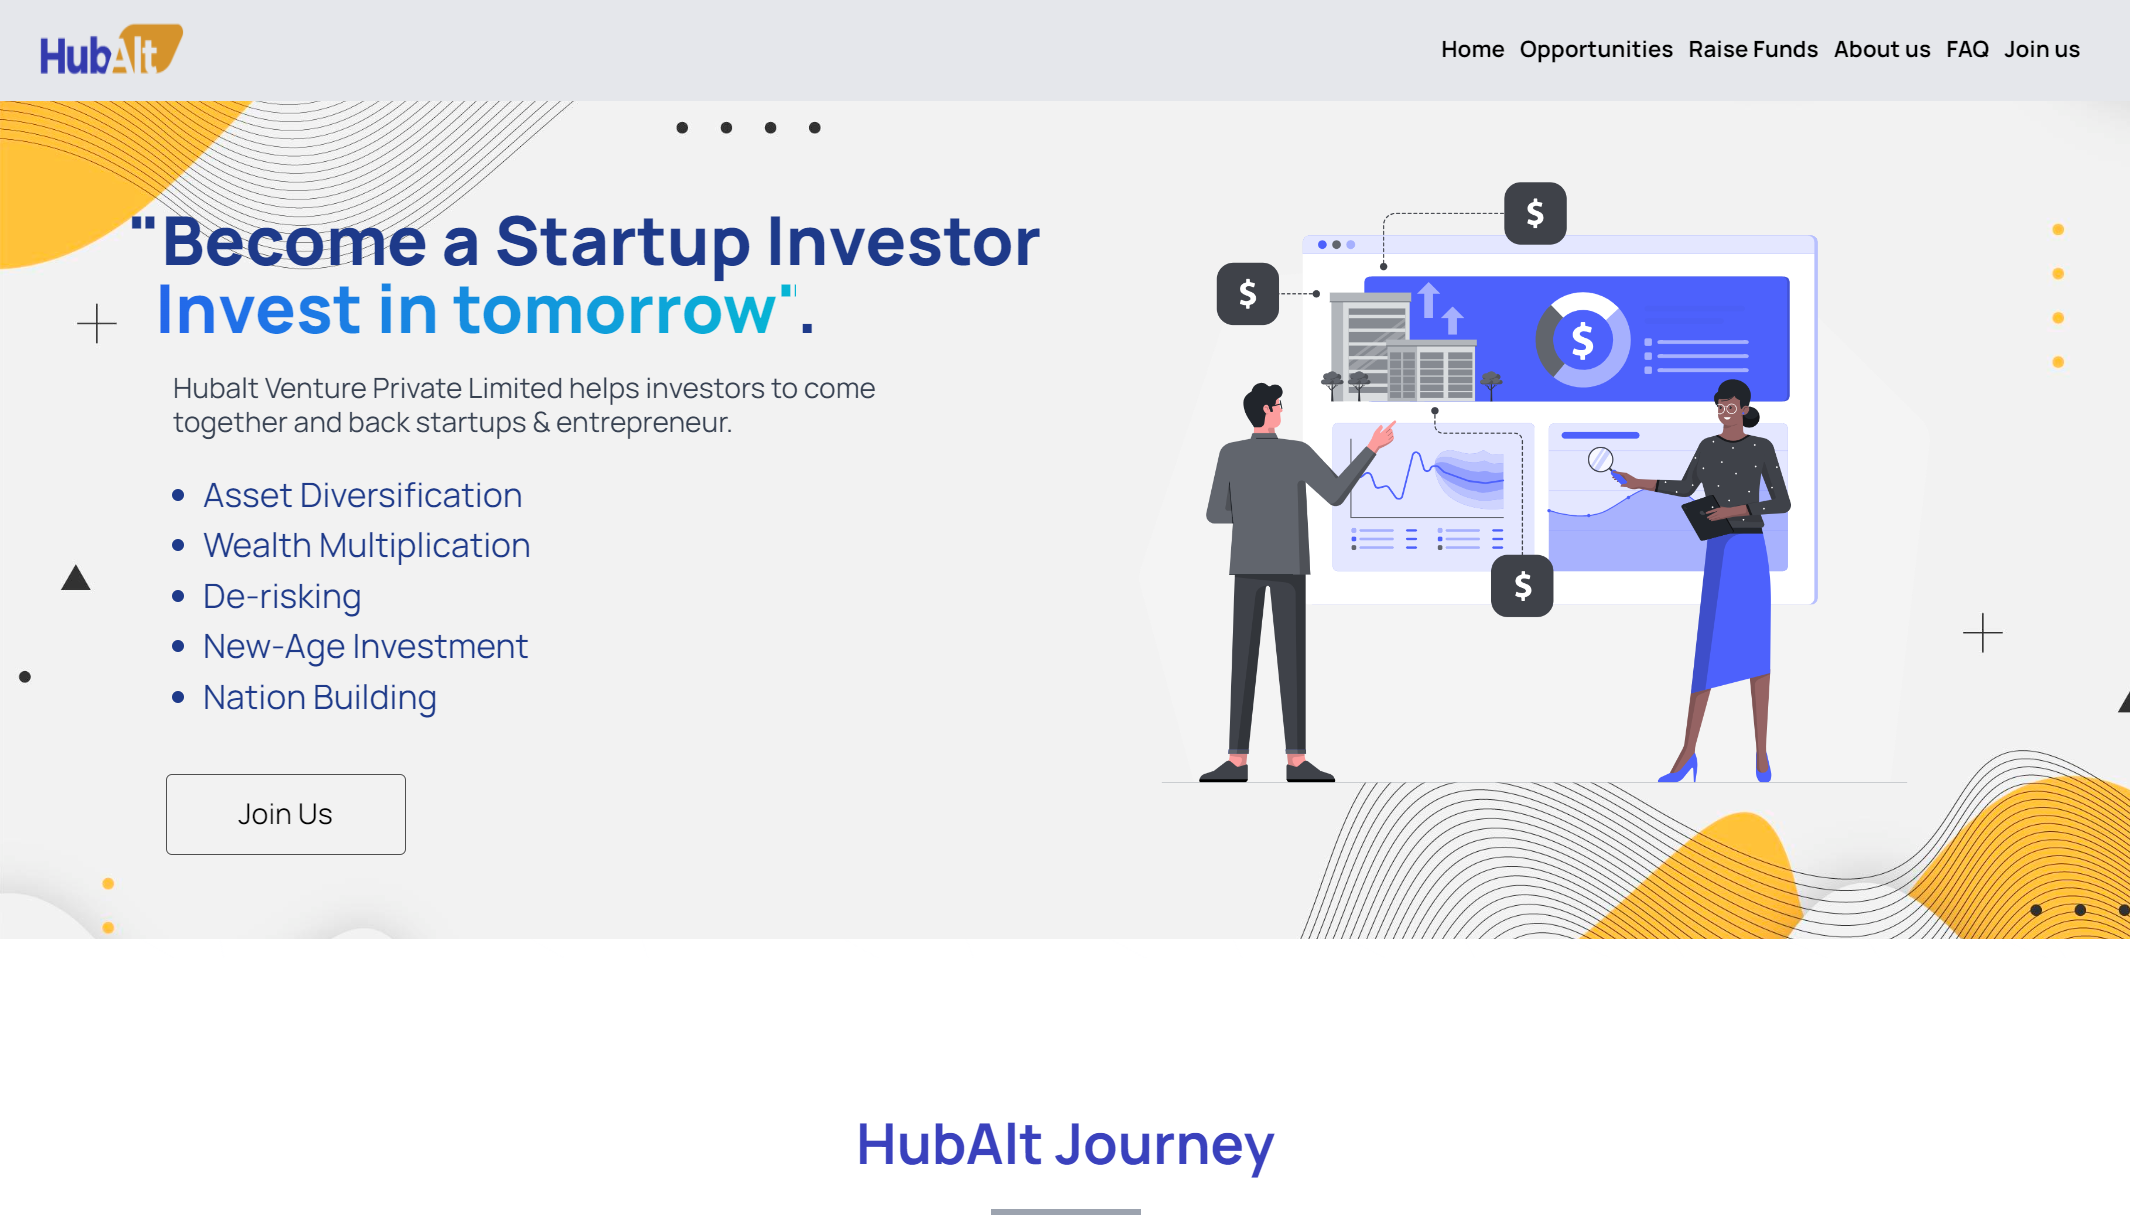 HubAlt
Home Opportunities Raise Funds About us FAQ Join us
"Become a Startup Investor
Invest in tomorrow".
Hubalt Venture Private Limited helps investors to come
together and back startups & entrepreneur.
Asset Diversification
Wealth Multiplication
De-risking
New-Age Investment
Nation Building
Join Us
$
$
$
$
HubAlt Journey